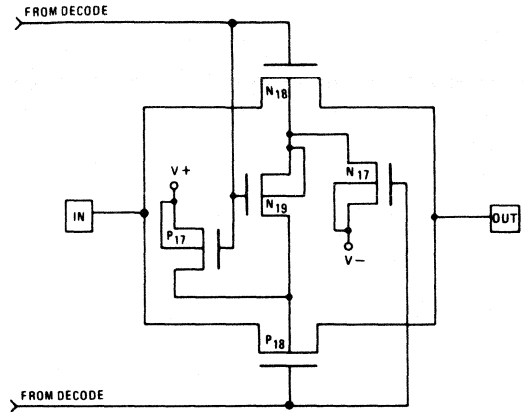 FROM DECODE
N18
V+
N17
IN
P17
N19
OUT
V−
P18
FROM DECODE